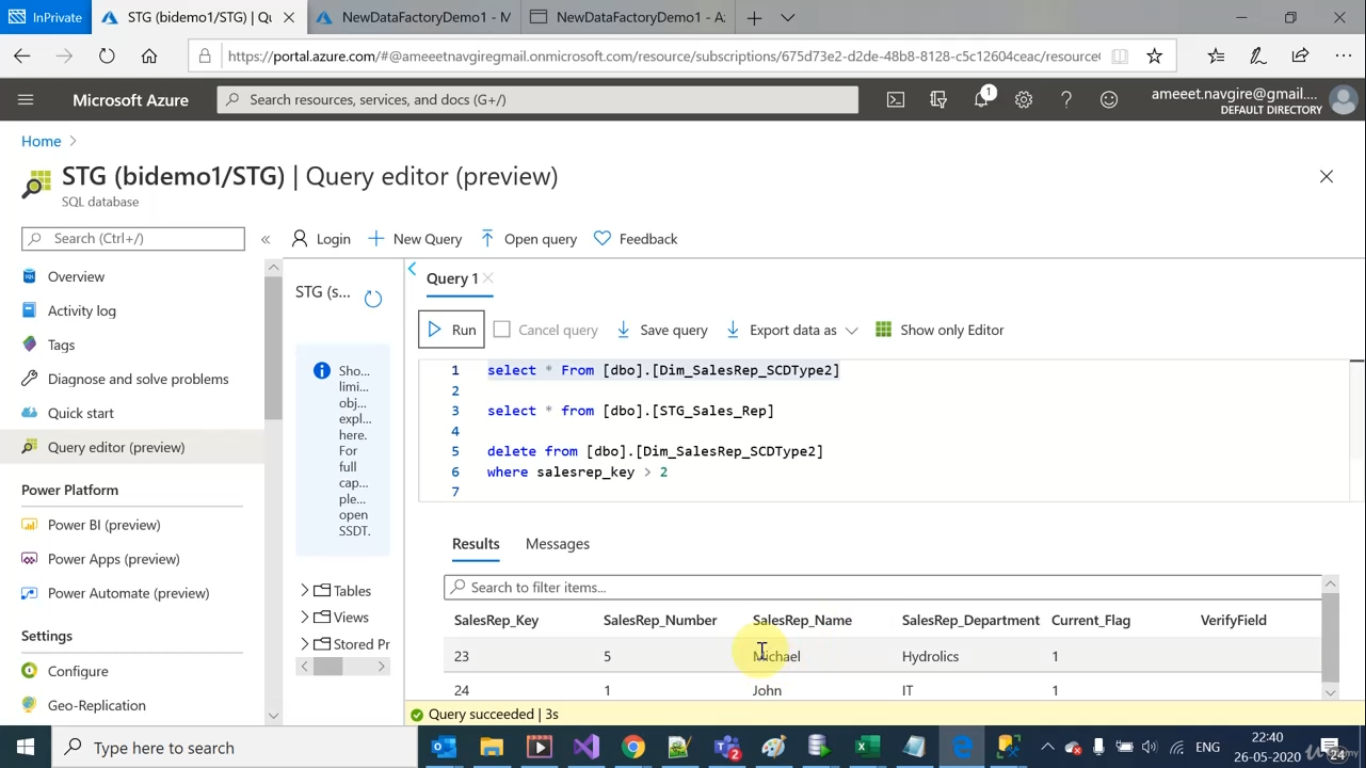 InPrivate STG (bidemo1/STG) | Qu NewDataFactoryDemo1 - M NewDataFactoryDemo1 - A
https://portal.azure.com/#@ameeetnavgiregmail.onmicrosoft.com/resource/subscriptions/675d73e2-d2de-48b8-8128-c5c12604ceac/resource
Microsoft Azure Search resources, services, and docs (G+/) 1 ameeet.navgire@gmail....
DEFAULT DIRECTORY
Home >
STG (bidemo1/STG) | Query editor (preview)
SQL database
Search (Ctrl+/) « Login New Query Open query Feedback
Overview
Activity log
Tags
Diagnose and solve problems
Quick start
Query editor (preview)
Power Platform
Power BI (preview)
Power Apps (preview)
Power Automate (preview)
Settings
Configure
Geo-Replication
STG (s...
Sho...
limi...
obj...
expl...
here.
For
full
cap...
ple...
open
SSDT.
Tables
Views
Stored Pr
Query 1
Run Cancel query Save query Export data as Show only Editor
1 select * From [dbo].[Dim_SalesRep_SCDType2]
2
3 select * from [dbo].[STG_Sales_Rep]
4
5 delete from [dbo].[Dim_SalesRep_SCDType2]
6 where salesrep_key > 2
7
Results Messages
Search to filter items...
SalesRep_Key SalesRep_Number SalesRep_Name SalesRep_Department Current_Flag VerifyField
23 5 Michael Hydrolics 1
24 1 John IT 1
Query succeeded | 3s
Type here to search 2 ENG 22:40
26-05-2020 24